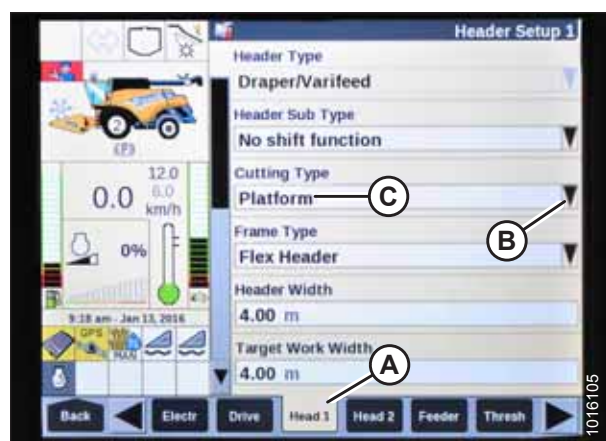 Header Setup 1
Header Type
Draper/Varifeed
Header Sub Type
No shift function
Cutting Type
Platform
C
B
Frame Type
Flex Header
Header Width
4.00 m
Target Work Width
4.00 m
A
2
(P)
12.0
0.0 6.0
km/h
0%
9:18 am - Jan 13, 2016
GPS
MAN
Back
Electr
Drive
Head 1
Head 2
Feeder
Thresh
1016105